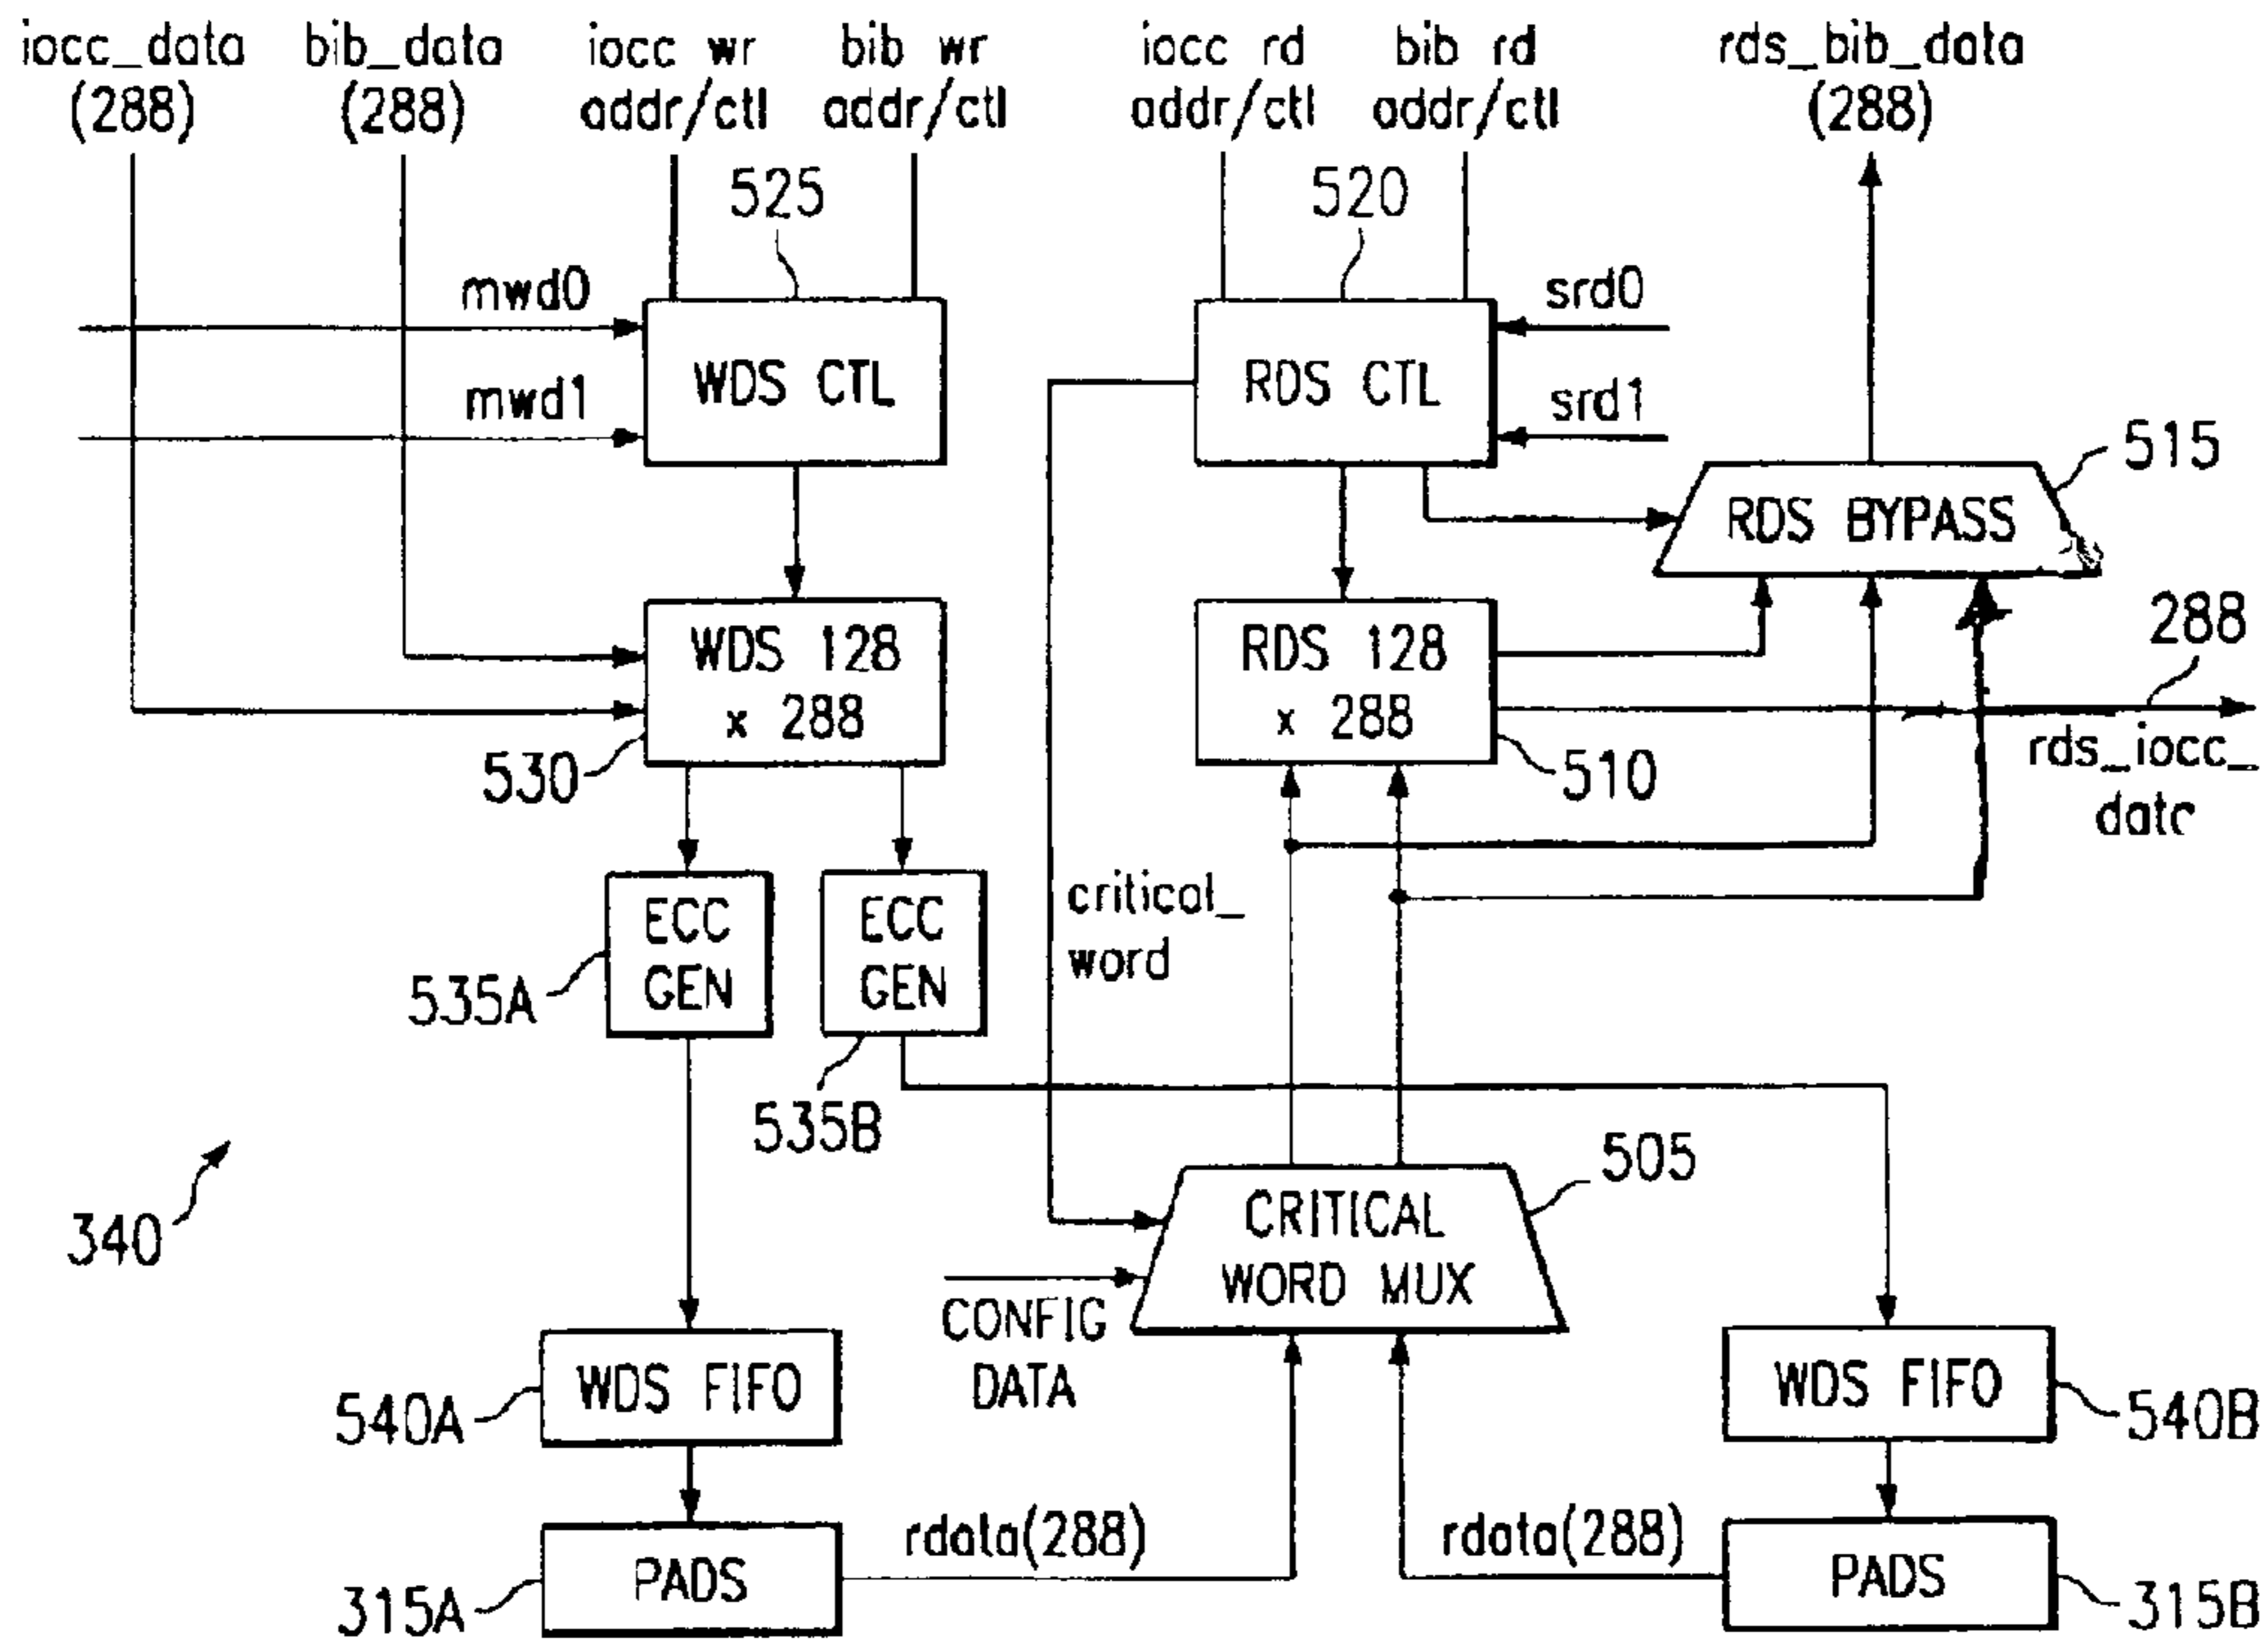 iocc_data
(288)
bib_data
(288)
iocc wr
addr/ctl
bib wr
addr/ctl
iocc rd
addr/ctl
bib rd
addr/ctl
rds_bib_data
(288)
525
520
mwd0
mwd1
WDS CTL
RDS CTL
srd0
srd1
515
RDS BYPASS
WDS 128
x 288
530
RDS 128
x 288
510
288
rds_iocc_
data
ECC
GEN
535A
ECC
GEN
535B
critical_
word
340
505
CRITICAL
WORD MUX
CONFIG
DATA
WDS FIFO
540A
WDS FIFO
540B
PADS
315A
rdata(288)
rdata(288)
PADS
315B